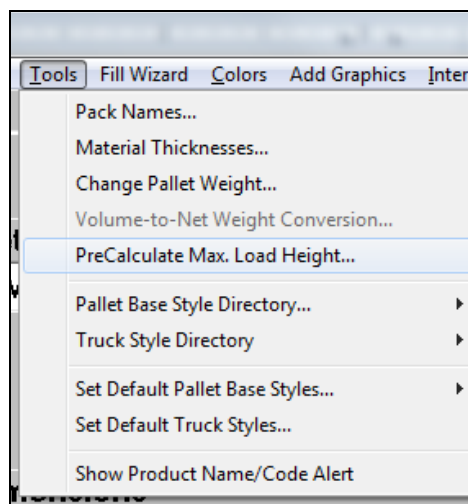 Tools Fill Wizard Colors Add Graphics Inter
Pack Names...
Material Thicknesses...
Change Pallet Weight...
Volume-to-Net Weight Conversion...
PreCalculate Max. Load Height...
Pallet Base Style Directory...
Truck Style Directory
Set Default Pallet Base Styles...
Set Default Truck Styles...
Show Product Name/Code Alert